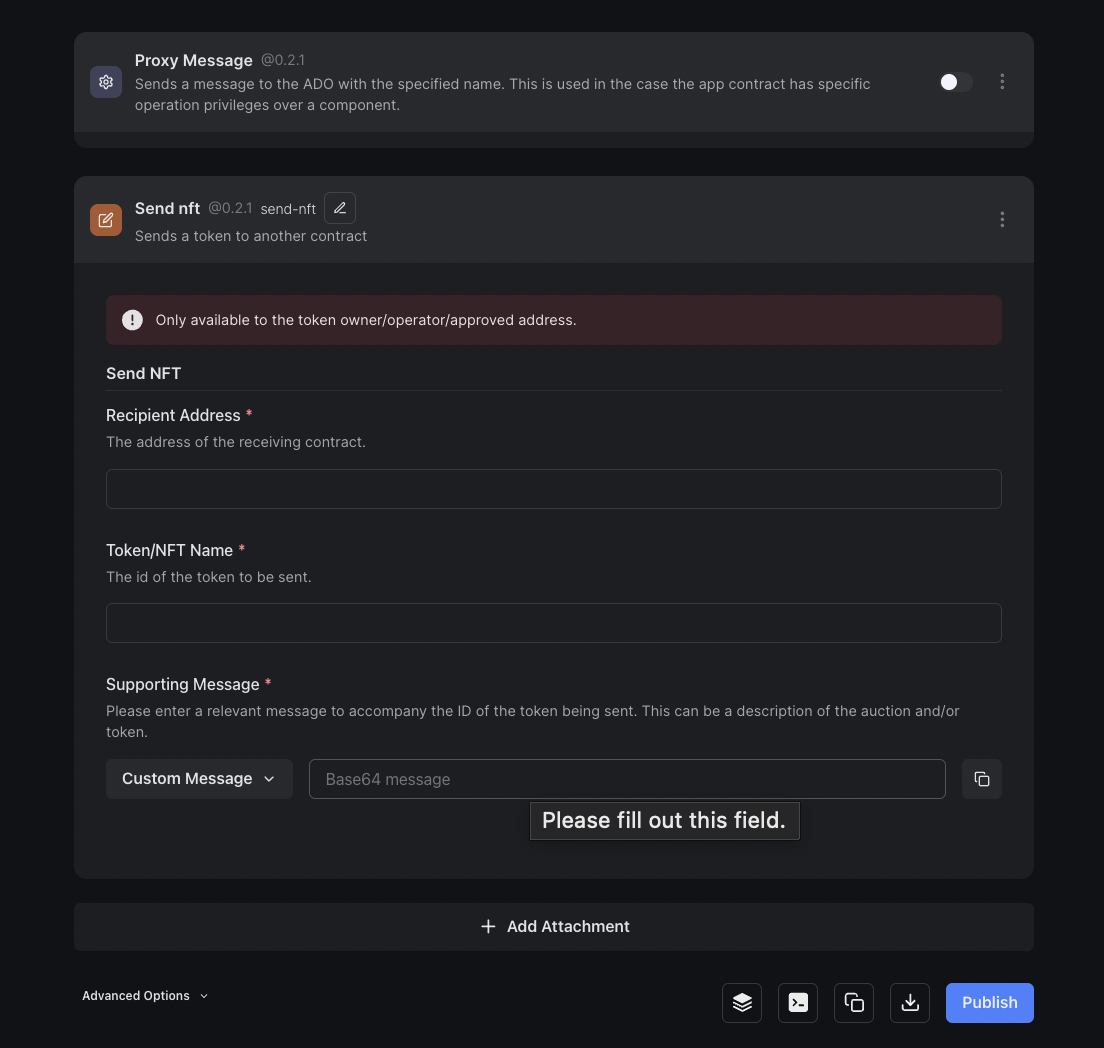 Proxy Message @0.2.1
Sends a message to the ADO with the specified name. This is used in the case the app contract has specific
operation privileges over a component.
Send nft @0.2.1 send-nft
Sends a token to another contract
Only available to the token owner/operator/approved address.
Send NFT
Recipient Address *
The address of the receiving contract.
Token/NFT Name *
The id of the token to be sent.
Supporting Message *
Please enter a relevant message to accompany the ID of the token being sent. This can be a description of the auction and/or
token.
Custom Message Base64 message
Please fill out this field.
+ Add Attachment
Advanced Options Publish